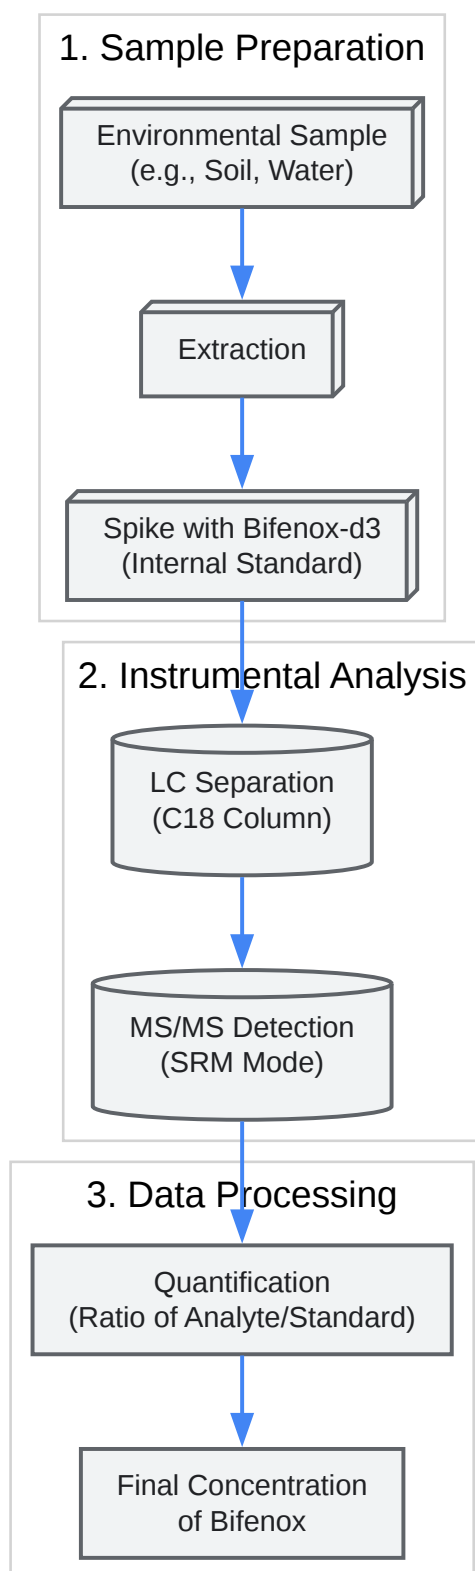 1. Sample Preparation
Environmental Sample
(e.g., Soil, Water)
Extraction
Spike with Bifenox-d3
(Internal Standard)
2. Instrumental Analysis
LC Separation
(C18 Column)
MS/MS Detection
(SRM Mode)
3. Data Processing
Quantification
(Ratio of Analyte/Standard)
Final Concentration
of Bifenox